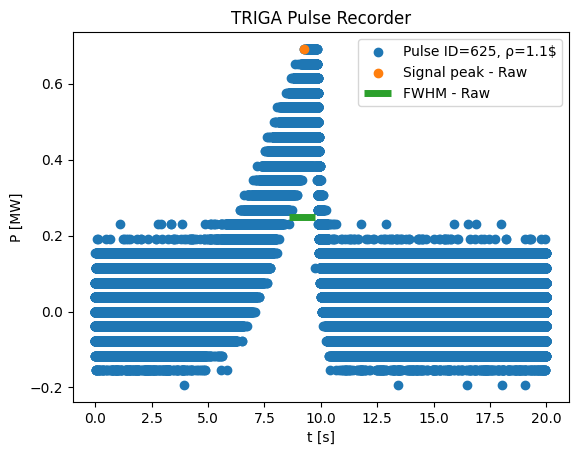 TRIGA Pulse Recorder
Pulse ID=625, ρ=1.1$
Signal peak - Raw
FWHM - Raw
P [MW]
0.6
0.4
0.2
0.0
−0.2
0.0 2.5 5.0 7.5 10.0 12.5 15.0 17.5 20.0
t [s]